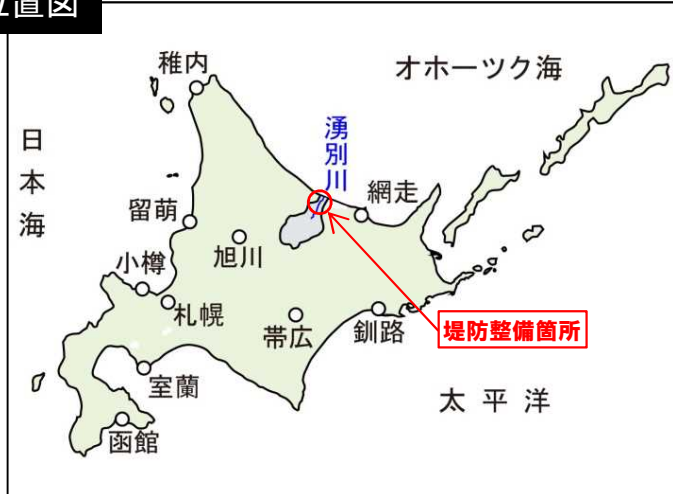 位置図
稚内
オホーツク海
日本海
湧別川
網走
留萌
旭川
小樽
札幌
帯広
釧路
堤防整備箇所
室蘭
太平洋
函館